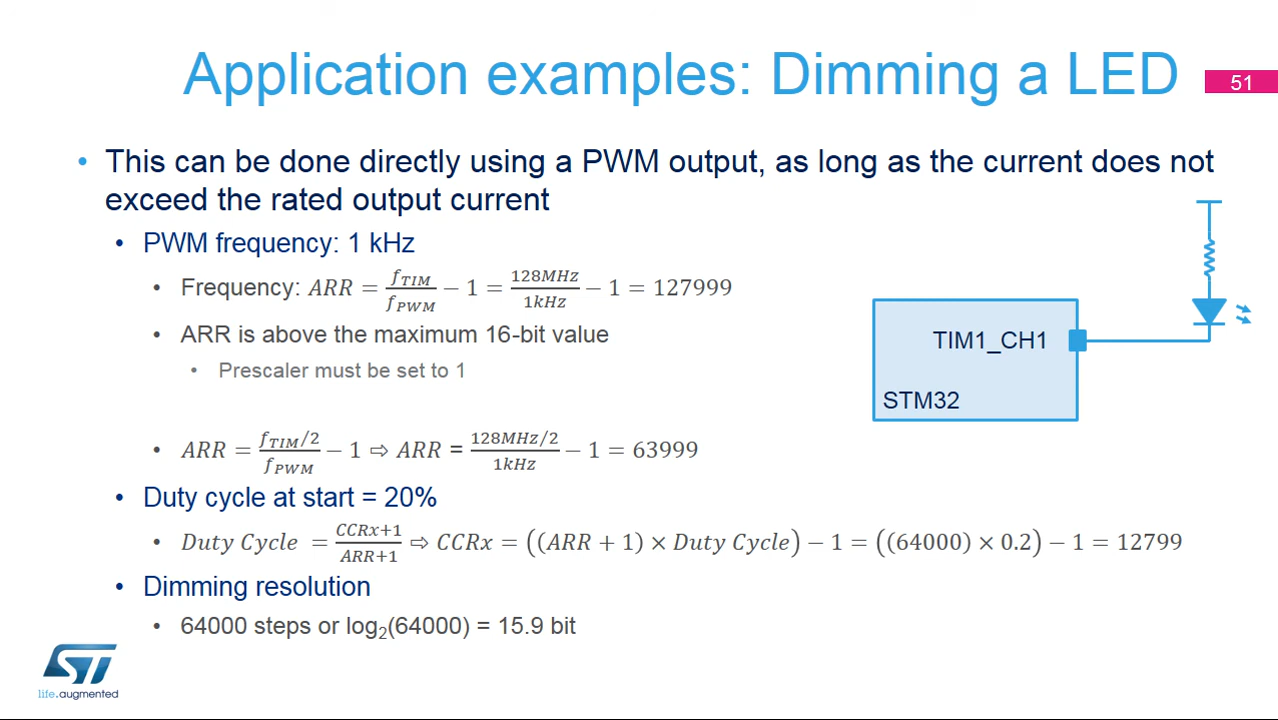 Application examples: Dimming a LED
51
• This can be done directly using a PWM output, as long as the current does not
exceed the rated output current
• PWM frequency: 1 kHz
• Frequency: ARR = f_TIM/f_PWM − 1 = 128MHz/1kHz − 1 = 127999
• ARR is above the maximum 16-bit value
• Prescaler must be set to 1
TIM1_CH1
STM32
• ARR = (f_TIM/2)/f_PWM − 1 ⇨ ARR = (128MHz/2)/1kHz − 1 = 63999
• Duty cycle at start = 20%
• Duty Cycle = (CCRx+1)/(ARR+1) ⇨ CCRx = ((ARR + 1) × Duty Cycle) − 1 = ((64000) × 0.2) − 1 = 12799
• Dimming resolution
• 64000 steps or log₂(64000) = 15.9 bit
ST
life.augmented